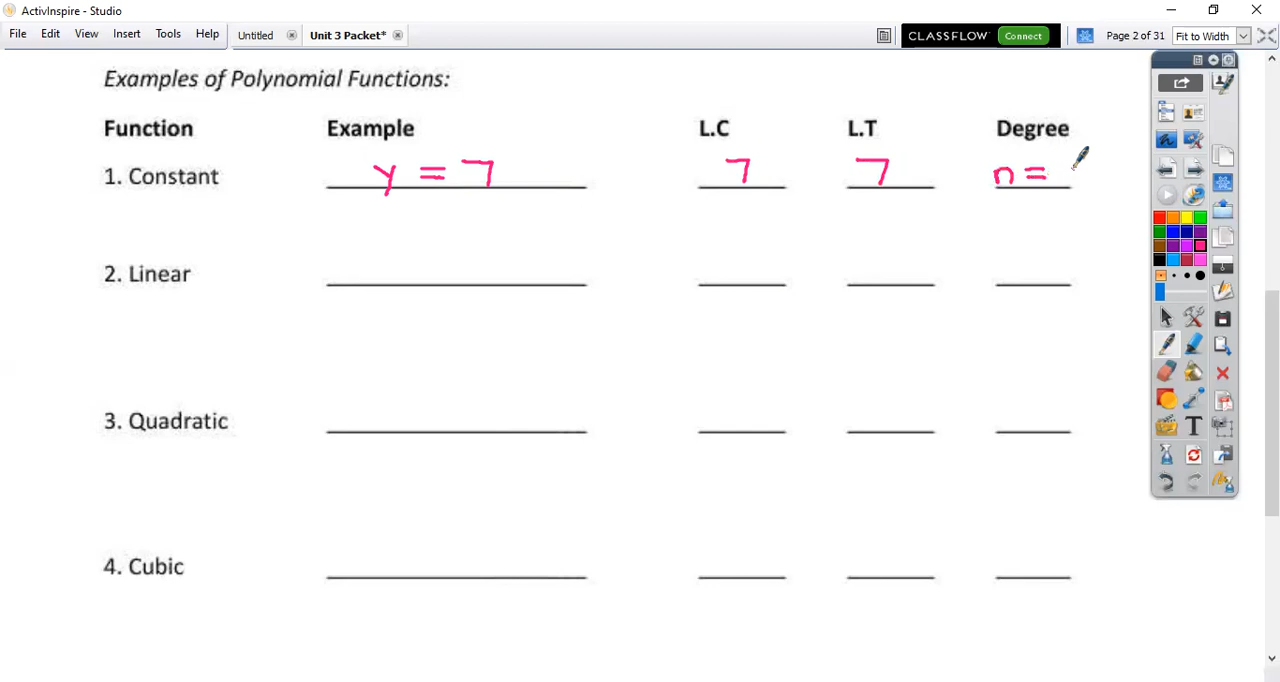 ActivInspire - Studio
File Edit View Insert Tools Help
Untitled Unit 3 Packet*
CLASSFLOW Connect
Page 2 of 31 Fit to Width
Examples of Polynomial Functions:
Function Example L.C L.T Degree
1. Constant y = 7 7 7 n =
2. Linear
3. Quadratic
4. Cubic